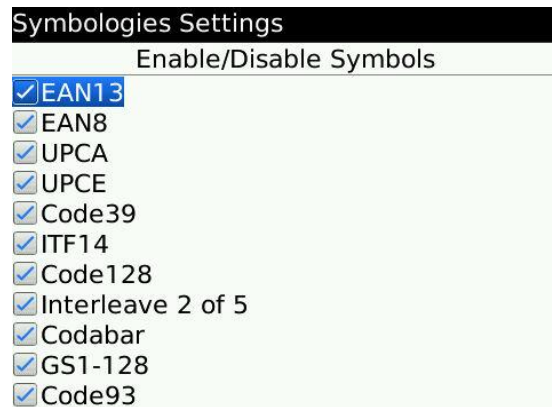 Symbologies Settings
Enable/Disable Symbols
EAN13
EAN8
UPCA
UPCE
Code39
ITF14
Code128
Interleave 2 of 5
Codabar
GS1-128
Code93